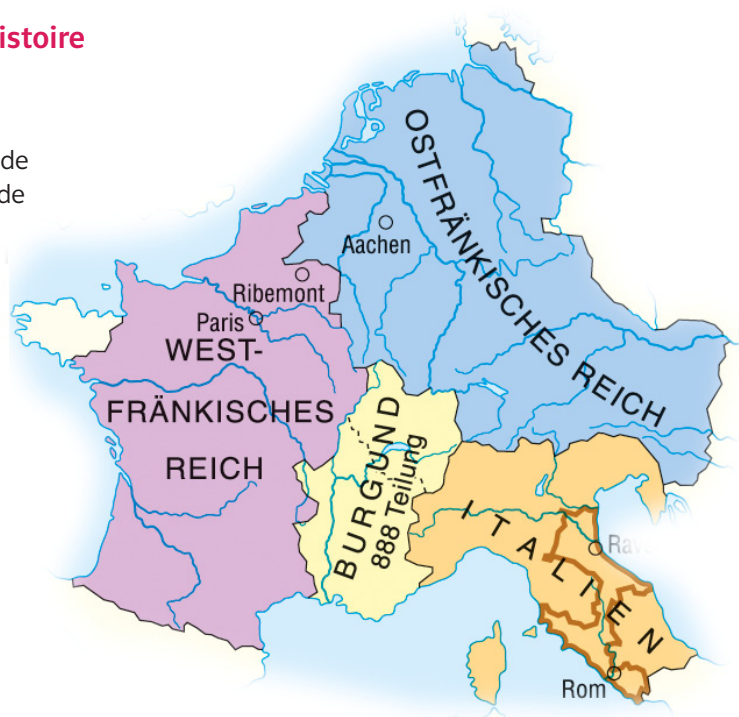 istoire
de
de
OSTFRÄNKISCHES REICH
Aachen
Ribemont
Paris
WEST-
FRÄNKISCHES
REICH
BURGUND
888 Teilung
ITALIEN
Rom